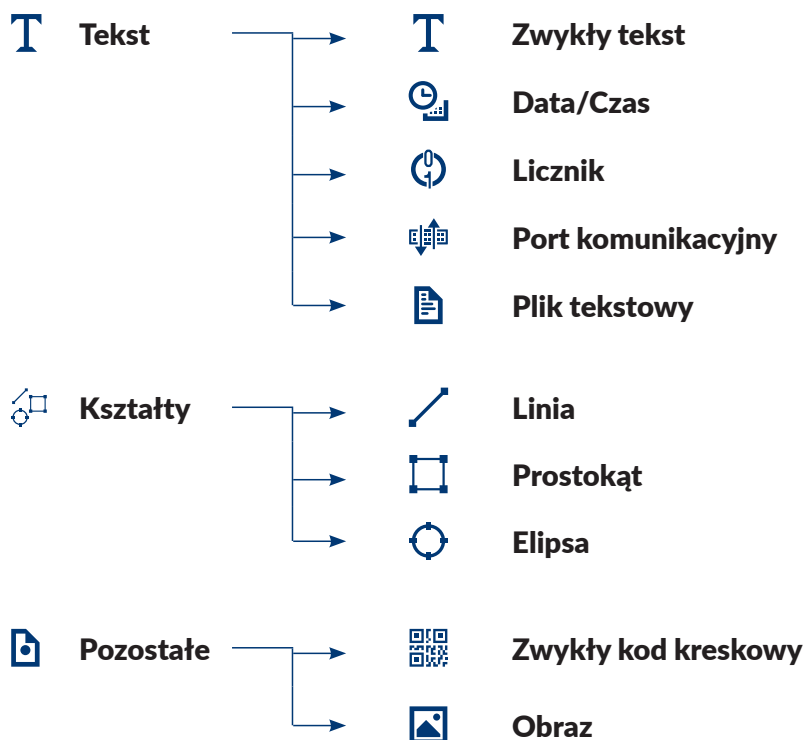 Tekst
Zwykły tekst
Data/Czas
Licznik
Port komunikacyjny
Plik tekstowy
Kształty
Linia
Prostokąt
Elipsa
Pozostałe
Zwykły kod kreskowy
Obraz